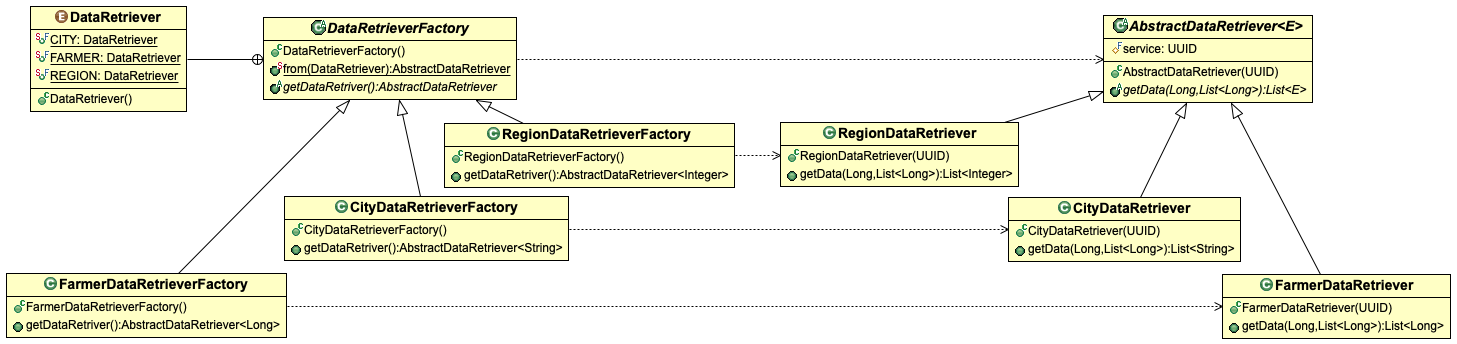 DataRetriever
CITY: DataRetriever
FARMER: DataRetriever
REGION: DataRetriever
DataRetriever()
DataRetrieverFactory
DataRetrieverFactory()
from(DataRetriever):AbstractDataRetriever
getDataRetriver():AbstractDataRetriever
AbstractDataRetriever<E>
service: UUID
AbstractDataRetriever(UUID)
getData(Long,List<Long>):List<E>
RegionDataRetrieverFactory
RegionDataRetrieverFactory()
getDataRetriver():AbstractDataRetriever<Integer>
RegionDataRetriever
RegionDataRetriever(UUID)
getData(Long,List<Long>):List<Integer>
CityDataRetrieverFactory
CityDataRetrieverFactory()
getDataRetriver():AbstractDataRetriever<String>
CityDataRetriever
CityDataRetriever(UUID)
getData(Long,List<Long>):List<String>
FarmerDataRetrieverFactory
FarmerDataRetrieverFactory()
getDataRetriver():AbstractDataRetriever<Long>
FarmerDataRetriever
FarmerDataRetriever(UUID)
getData(Long,List<Long>):List<Long>